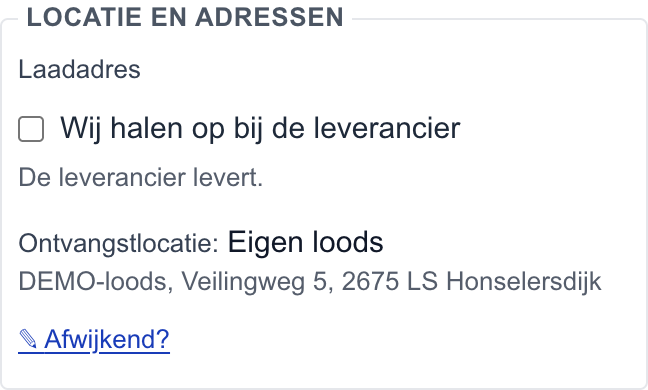 LOCATIE EN ADRESSEN
Laadadres
Wij halen op bij de leverancier
De leverancier levert.
Ontvangstlocatie: Eigen loods
DEMO-loods, Veilingweg 5, 2675 LS Honselersdijk
✎ Afwijkend?